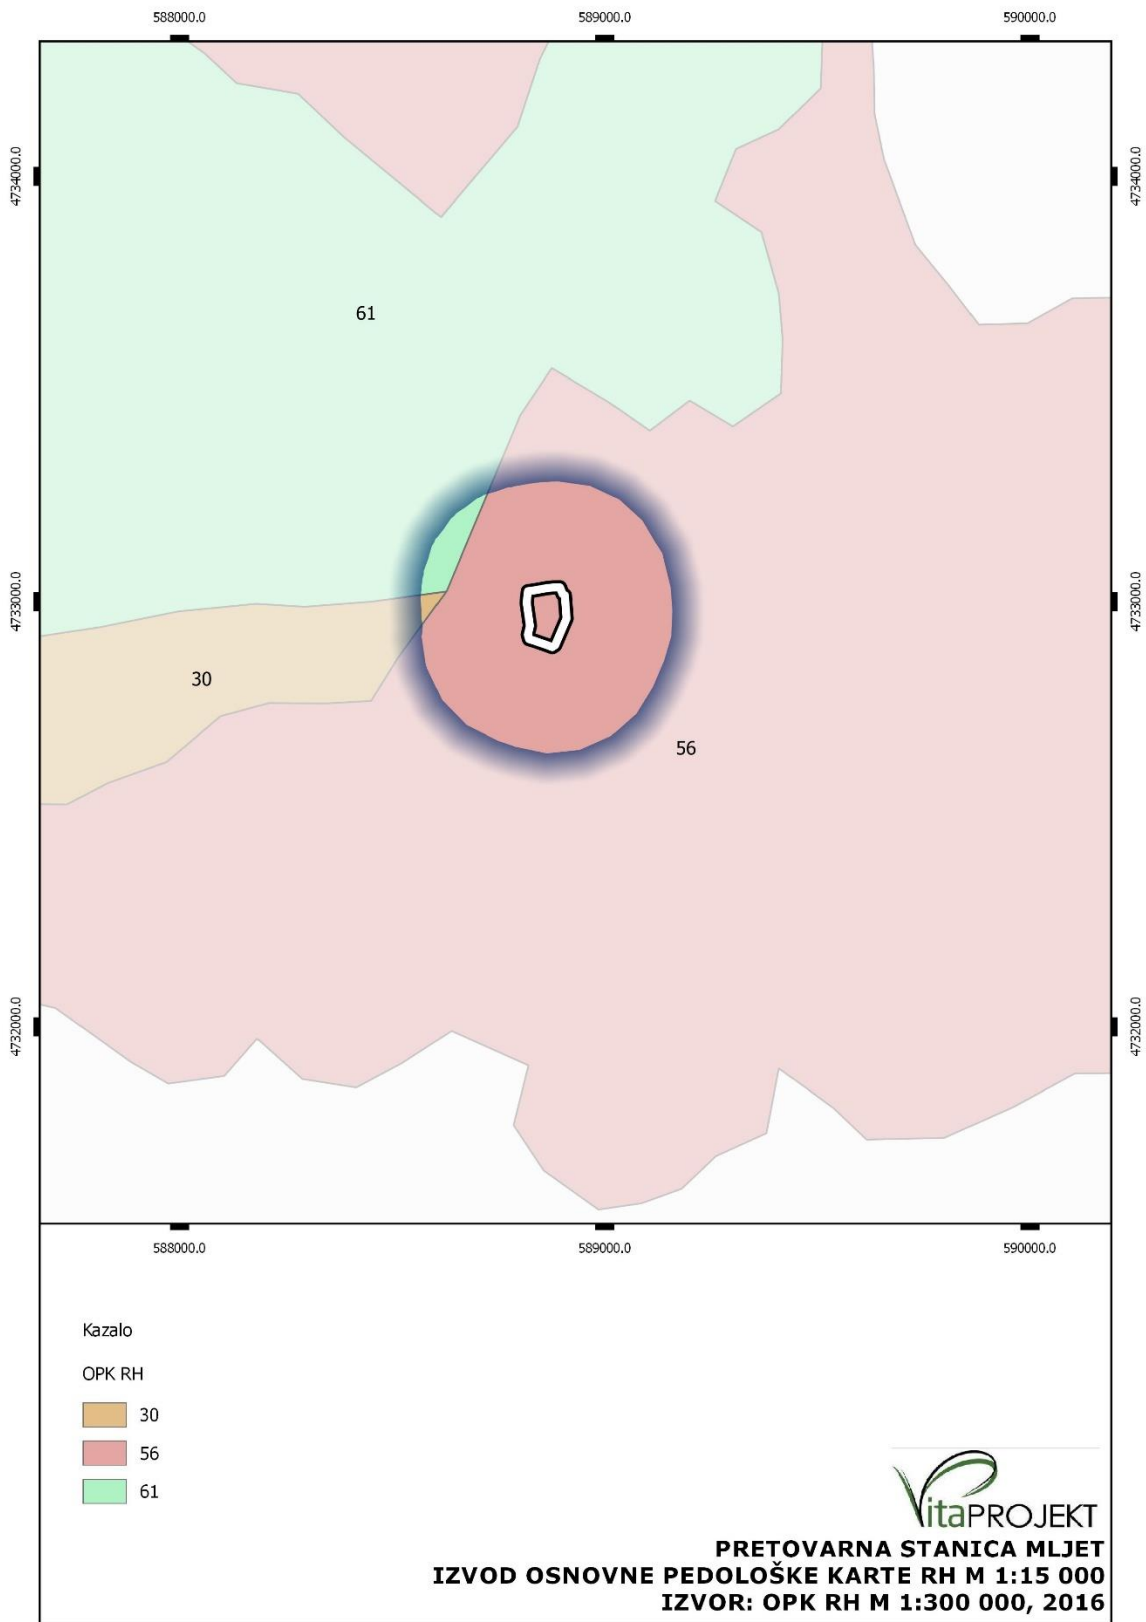 588000.0 589000.0 590000.0
4734000.0 4734000.0
61
4733000.0 4733000.0
30
56
4732000.0 4732000.0
588000.0 589000.0 590000.0
Kazalo
OPK RH
30
56
61
VitaPROJEKT
PRETOVARNA STANICA MLJET
IZVOD OSNOVNE PEDOLOŠKE KARTE RH M 1:15 000
IZVOR: OPK RH M 1:300 000, 2016